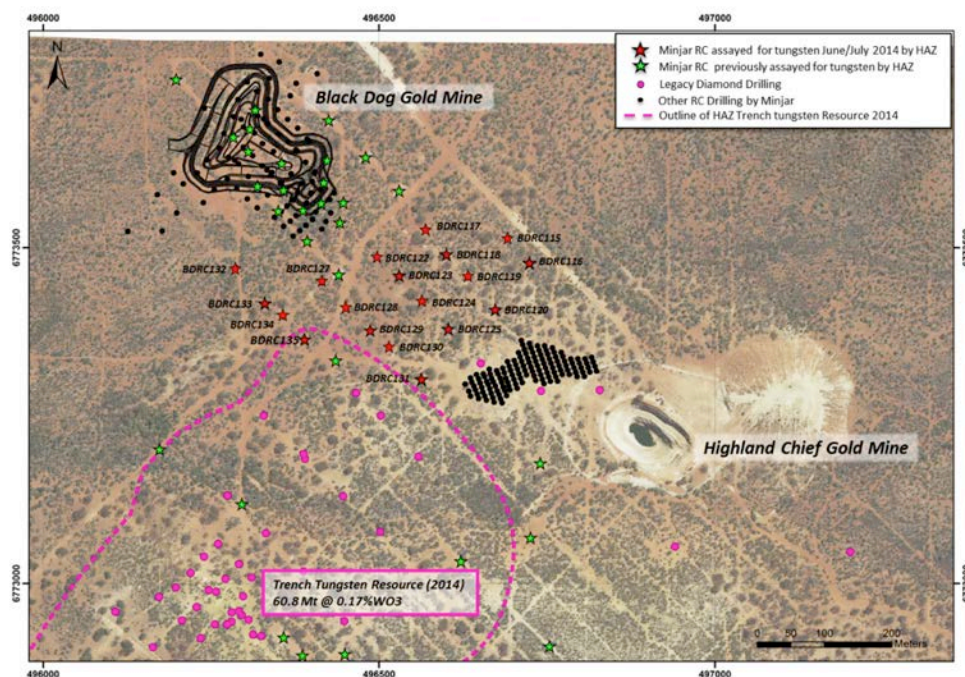 496000
496500
497000
N
Minjar RC assayed for tungsten June/July 2014 by HAZ
Minjar RC previously assayed for tungsten by HAZ
Legacy Diamond Drilling
Other RC Drilling by Minjar
Outline of HAZ Trench tungsten Resource 2014
Black Dog Gold Mine
6773500
BDRC117
BDRC115
BDRC122
BDRC118
BDRC116
BDRC132
BDRC127
BDRC123
BDRC119
BDRC133
BDRC128
BDRC124
BDRC120
BDRC134
BDRC129
BDRC125
BDRC135
BDRC130
BDRC131
Highland Chief Gold Mine
6773000
Trench Tungsten Resource (2014)
60.8 Mt @ 0.17%WO3
0
50
100
200
Meters
496000
496500
497000